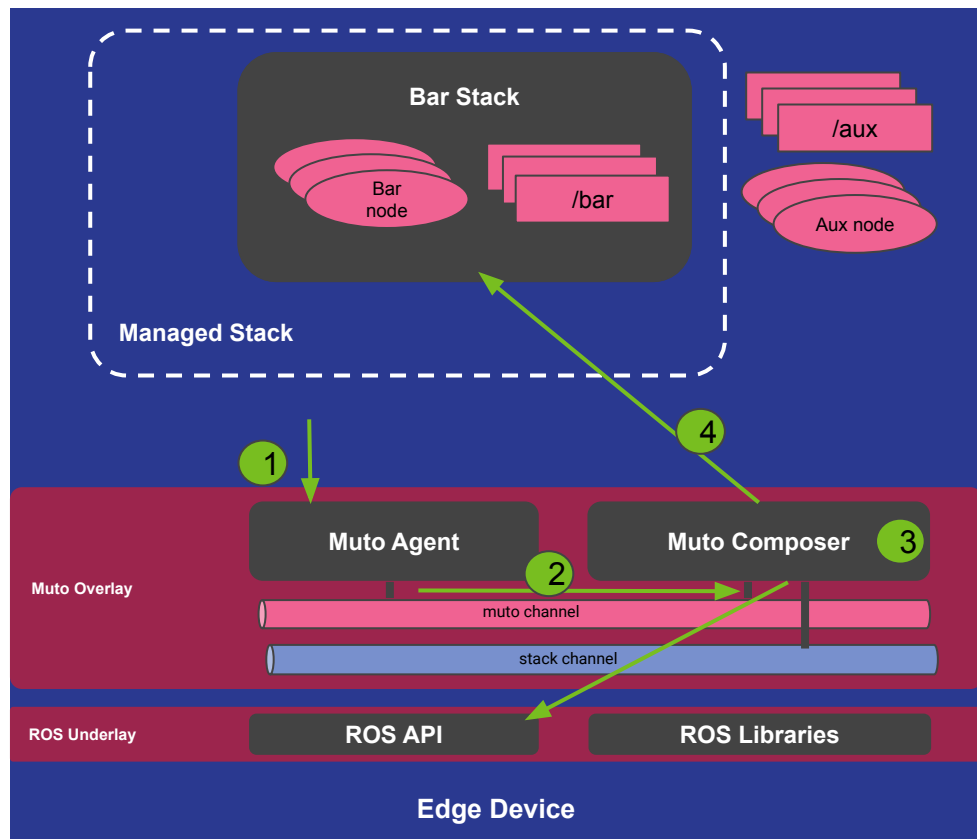 Bar Stack
/aux
Bar
node
/bar
Aux node
Managed Stack
4
1
Muto Agent
Muto Composer
3
2
Muto Overlay
muto channel
stack channel
ROS Underlay
ROS API
ROS Libraries
Edge Device